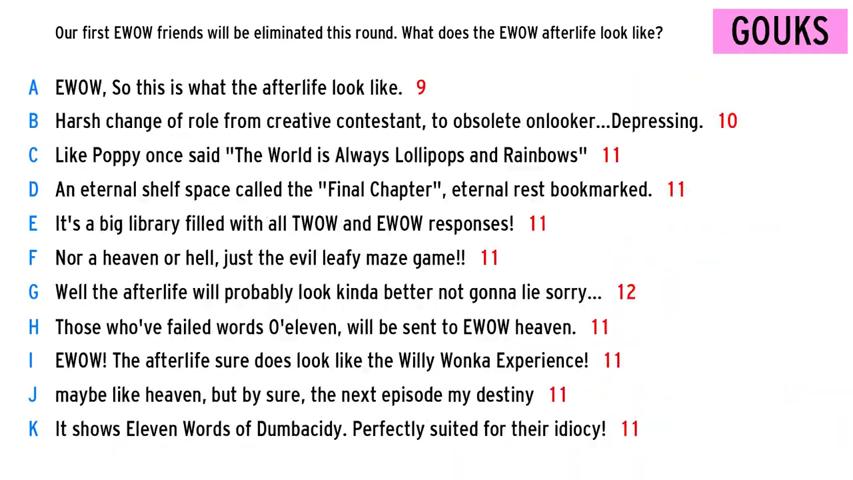 Our first EWOW friends will be eliminated this round. What does the EWOW afterlife look like?
GOUKS
A EWOW, So this is what the afterlife look like. 9
B Harsh change of role from creative contestant, to obsolete onlooker...Depressing. 10
C Like Poppy once said "The World is Always Lollipops and Rainbows" 11
D An eternal shelf space called the "Final Chapter", eternal rest bookmarked. 11
E It's a big library filled with all TWOW and EWOW responses! 11
F Nor a heaven or hell, just the evil leafy maze game!! 11
G Well the afterlife will probably look kinda better not gonna lie sorry... 12
H Those who've failed words O'eleven, will be sent to EWOW heaven. 11
I EWOW! The afterlife sure does look like the Willy Wonka Experience! 11
J maybe like heaven, but by sure, the next episode my destiny 11
K It shows Eleven Words of Dumbacidy. Perfectly suited for their idiocy! 11